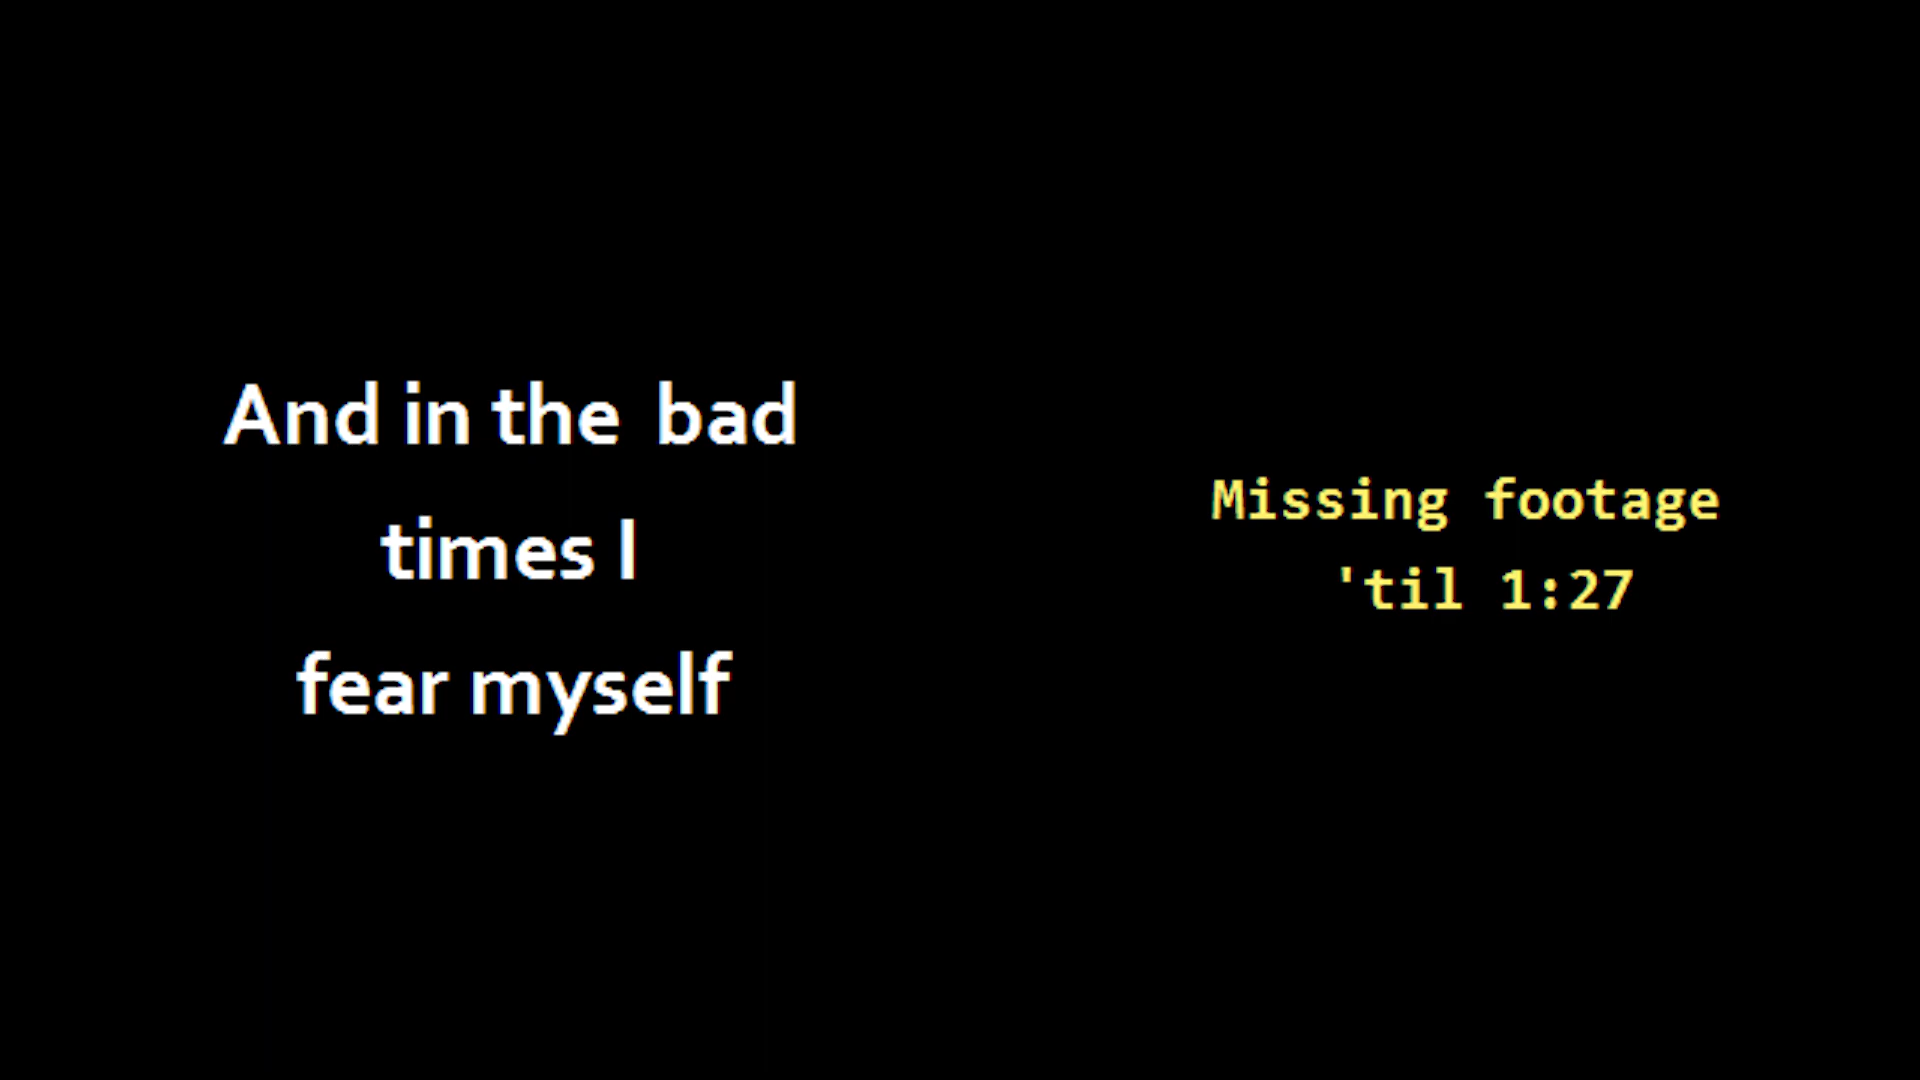 And in the bad
times I
fear myself
Missing footage
'til 1:27